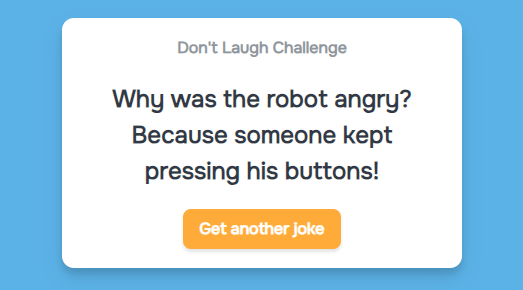 Don't Laugh Challenge
Why was the robot angry?
Because someone kept
pressing his buttons!
Get another joke